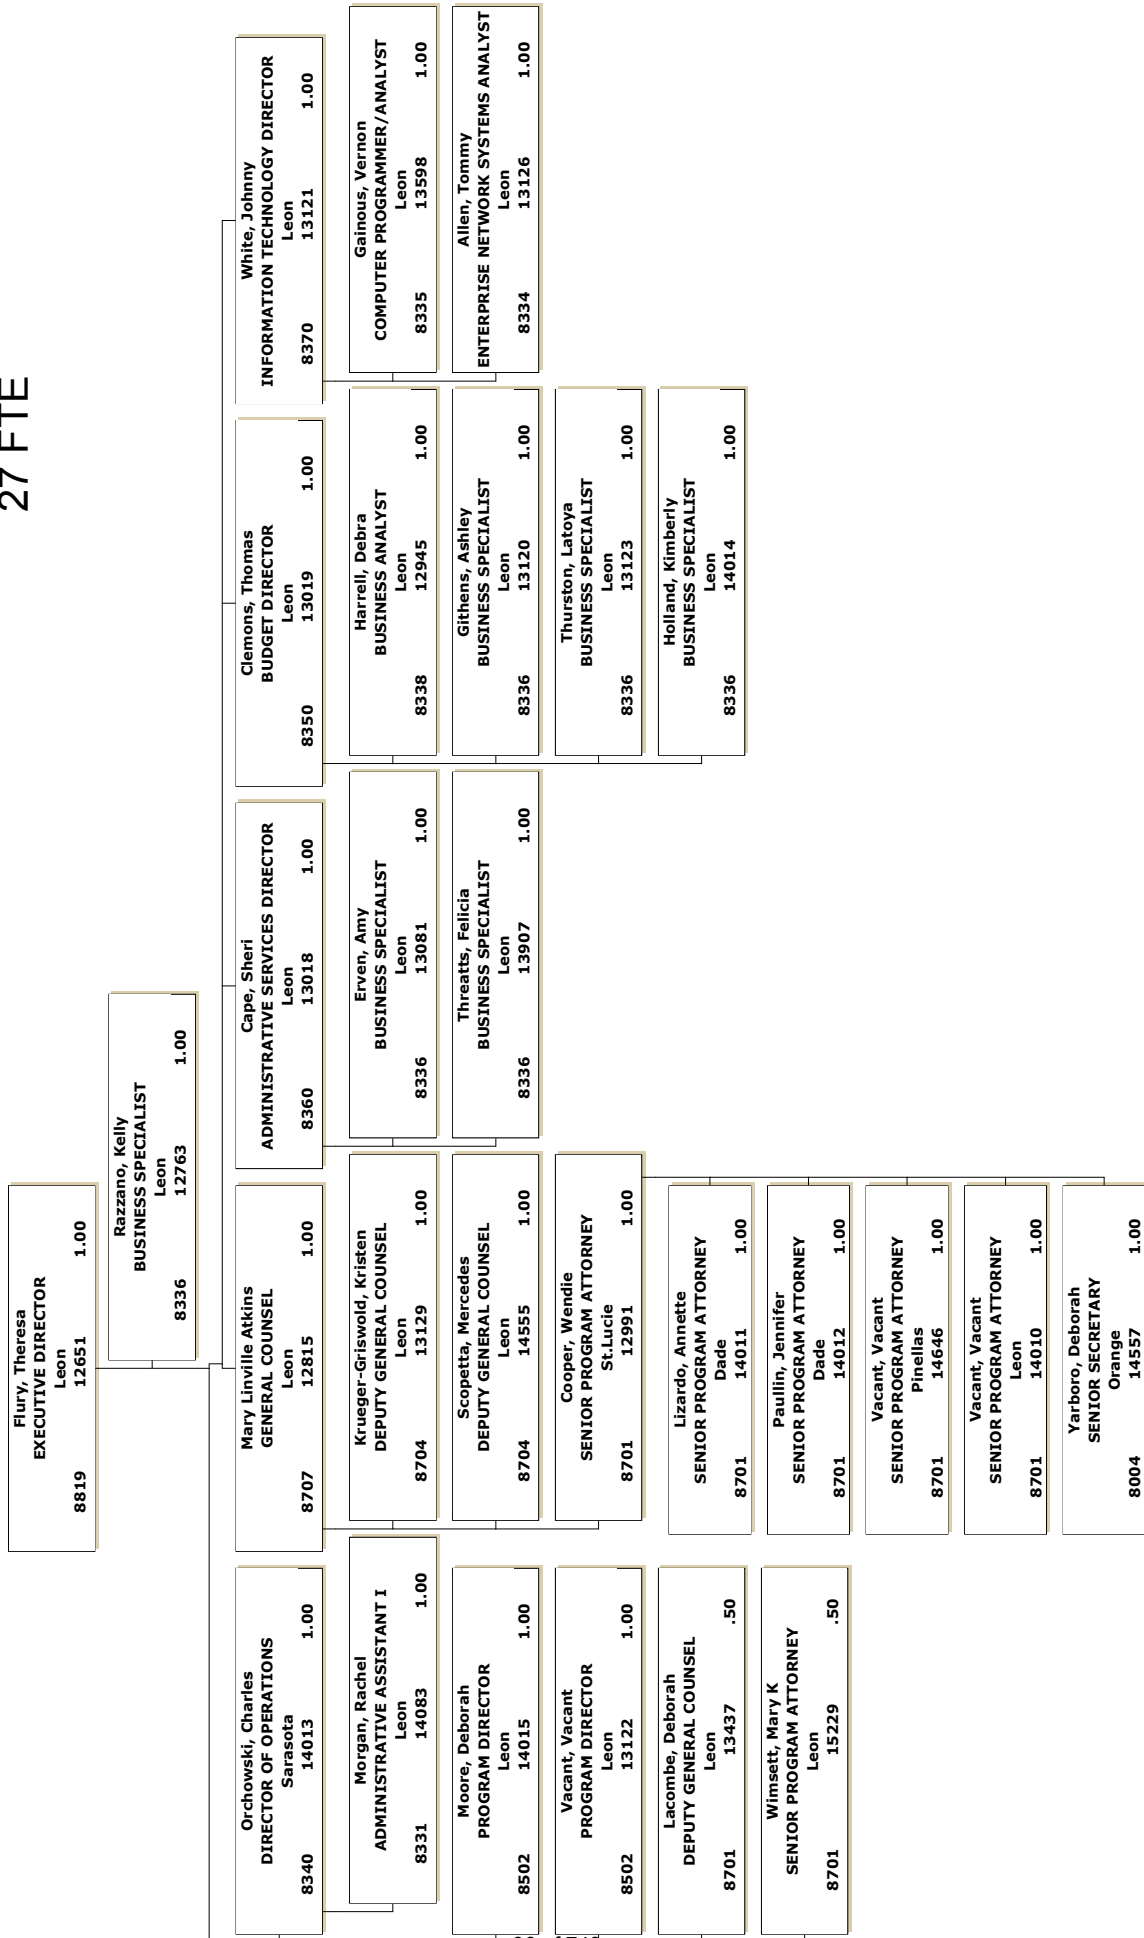 27 FTE
Flury, Theresa
EXECUTIVE DIRECTOR
Leon
8819 12651 1.00
Razzano, Kelly
BUSINESS SPECIALIST
Leon
8336 12763 1.00
Orchowski, Charles
DIRECTOR OF OPERATIONS
Sarasota
8340 14013 1.00
Morgan, Rachel
ADMINISTRATIVE ASSISTANT I
Leon
8331 14083 1.00
Moore, Deborah
PROGRAM DIRECTOR
Leon
8502 14015 1.00
Vacant, Vacant
PROGRAM DIRECTOR
Leon
8502 13122 1.00
Lacombe, Deborah
DEPUTY GENERAL COUNSEL
Leon
8701 13437 .50
Wimsett, Mary K
SENIOR PROGRAM ATTORNEY
Leon
8701 15229 .50
Mary Linville Atkins
GENERAL COUNSEL
Leon
8707 12815 1.00
Krueger-Griswold, Kristen
DEPUTY GENERAL COUNSEL
Leon
8704 13129 1.00
Scopetta, Mercedes
DEPUTY GENERAL COUNSEL
Leon
8704 14555 1.00
Cooper, Wendie
SENIOR PROGRAM ATTORNEY
St.Lucie
8701 12991 1.00
Lizardo, Annette
SENIOR PROGRAM ATTORNEY
Dade
8701 14011 1.00
Paullin, Jennifer
SENIOR PROGRAM ATTORNEY
Dade
8701 14012 1.00
Vacant, Vacant
SENIOR PROGRAM ATTORNEY
Pinellas
8701 14646 1.00
Vacant, Vacant
SENIOR PROGRAM ATTORNEY
Leon
8701 14010 1.00
Yarboro, Deborah
SENIOR SECRETARY
Orange
8004 14557 1.00
Cape, Sheri
ADMINISTRATIVE SERVICES DIRECTOR
Leon
8360 13018 1.00
Erven, Amy
BUSINESS SPECIALIST
Leon
8336 13081 1.00
Threatts, Felicia
BUSINESS SPECIALIST
Leon
8336 13907 1.00
Clemons, Thomas
BUDGET DIRECTOR
Leon
8350 13019 1.00
Harrell, Debra
BUSINESS ANALYST
Leon
8338 12945 1.00
Githens, Ashley
BUSINESS SPECIALIST
Leon
8336 13120 1.00
Thurston, Latoya
BUSINESS SPECIALIST
Leon
8336 13123 1.00
Holland, Kimberly
BUSINESS SPECIALIST
Leon
8336 14014 1.00
White, Johnny
INFORMATION TECHNOLOGY DIRECTOR
Leon
8370 13121 1.00
Gainous, Vernon
COMPUTER PROGRAMMER/ANALYST
Leon
8335 13598 1.00
Allen, Tommy
ENTERPRISE NETWORK SYSTEMS ANALYST
Leon
8334 13126 1.00